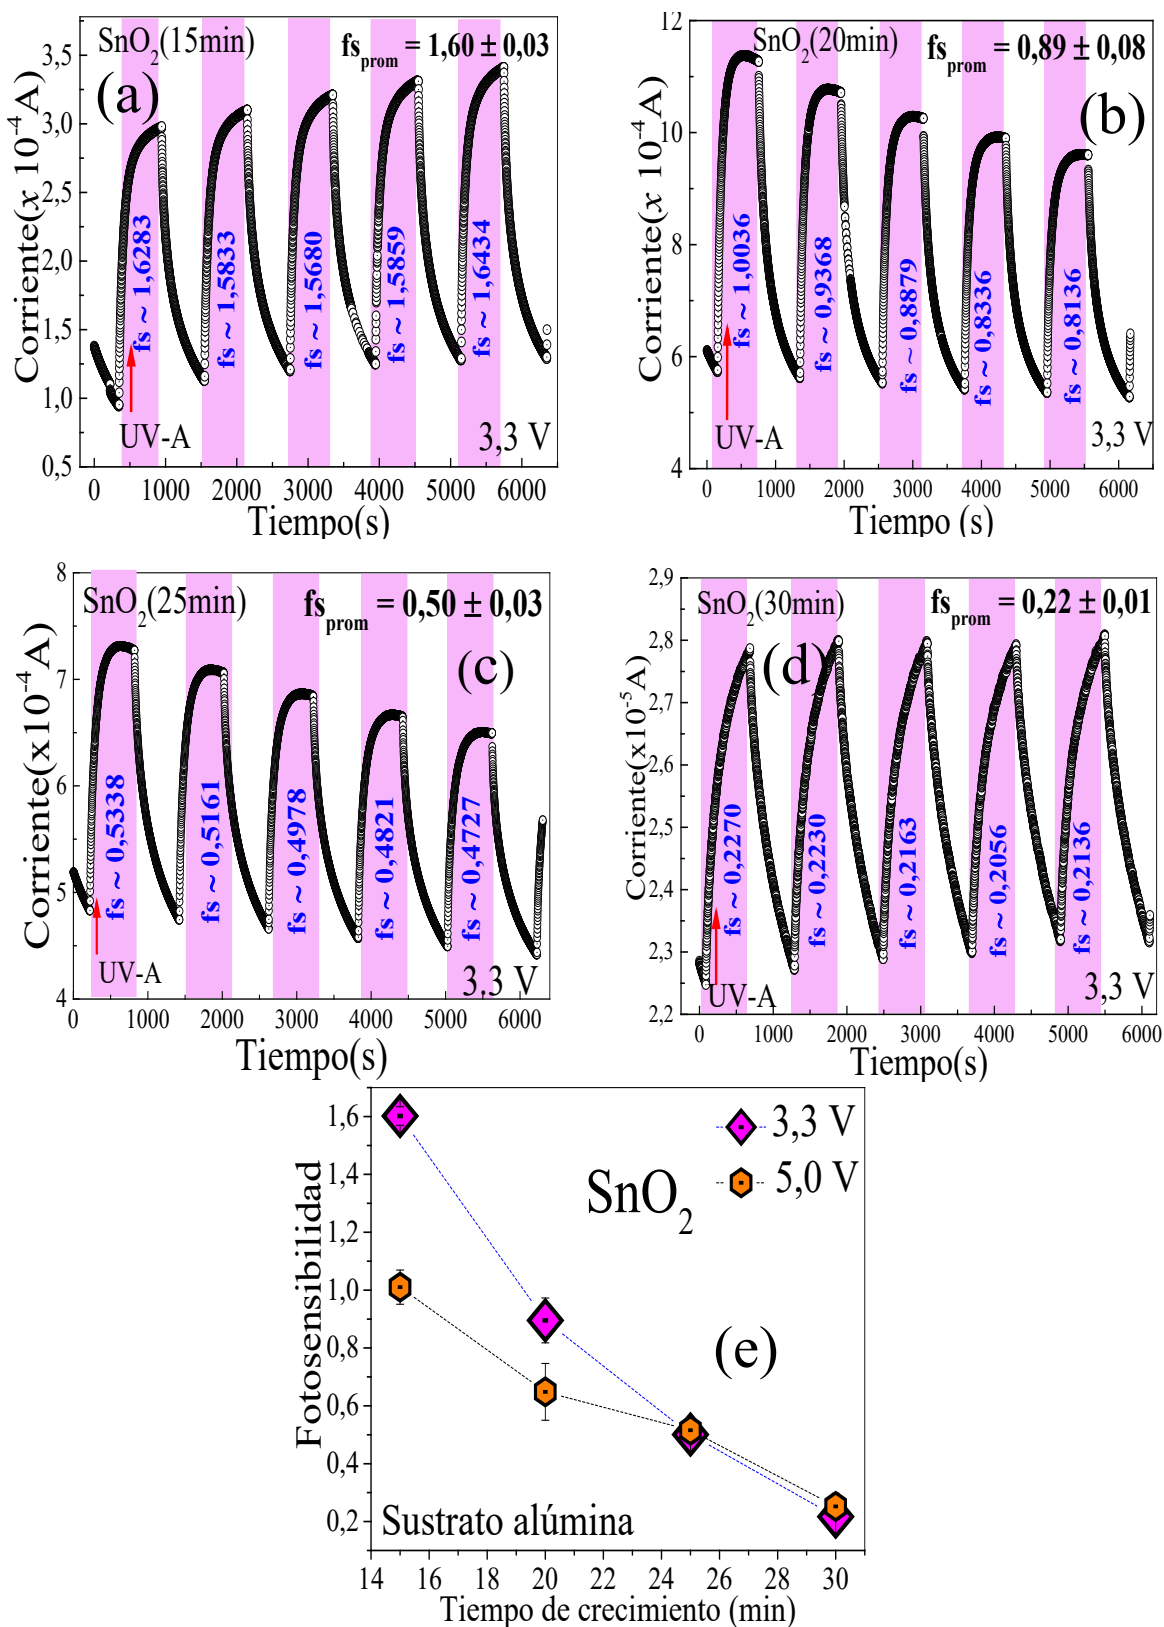 SnO2(15min)
fsprom = 1,60 ± 0,03
(a)
Corriente(x 10-4A)
3,5
3,0
2,5
2,0
1,5
1,0
0,5
fs ~ 1,6283
fs ~ 1,5833
fs ~ 1,5680
fs ~ 1,5859
fs ~ 1,6434
UV-A
3,3 V
0 1000 2000 3000 4000 5000 6000
Tiempo(s)
SnO2(20min)
fsprom = 0,89 ± 0,08
(b)
Corriente(x 10-4A)
12
10
8
6
4
fs ~ 1,0036
fs ~ 0,9368
fs ~ 0,8879
fs ~ 0,8336
fs ~ 0,8136
UV-A
3,3 V
0 1000 2000 3000 4000 5000 6000
Tiempo (s)
SnO2(25min)
fsprom = 0,50 ± 0,03
(c)
Corriente(x10-4A)
8
7
6
5
4
fs ~ 0,5338
fs ~ 0,5161
fs ~ 0,4978
fs ~ 0,4821
fs ~ 0,4727
UV-A
3.3 V
0 1000 2000 3000 4000 5000 6000
Tiempo(s)
SnO2(30min)
fsprom = 0,22 ± 0,01
(d)
Corriente(x10-5A)
2,9
2,8
2,7
2,6
2,5
2,4
2,3
2,2
fs ~ 0,2270
fs ~ 0,2230
fs ~ 0,2163
fs ~ 0,2056
fs ~ 0,2136
UV-A
3,3 V
0 1000 2000 3000 4000 5000 6000
Tiempo(s)
3,3 V
5,0 V
SnO2
(e)
Fotosensibilidad
1,6
1,4
1,2
1,0
0,8
0,6
0,4
0,2
Sustrato alúmina
14 16 18 20 22 24 26 28 30
Tiempo de crecimiento (min)